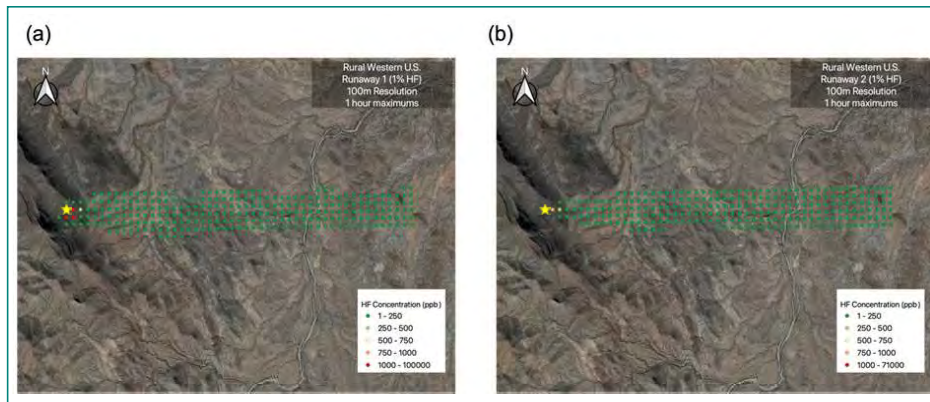 (a)
N
Rural Western U.S.
Runaway 1 (1% HF)
100m Resolution
1 hour maximums
HF Concentration (ppb)
1 - 250
250 - 500
500 - 750
750 - 1000
1000 - 100000
(b)
N
Rural Western U.S.
Runaway 2 (1% HF)
100m Resolution
1 hour maximums
HF Concentration (ppb)
1 - 250
250 - 500
500 - 750
750 - 1000
1000 - 71000